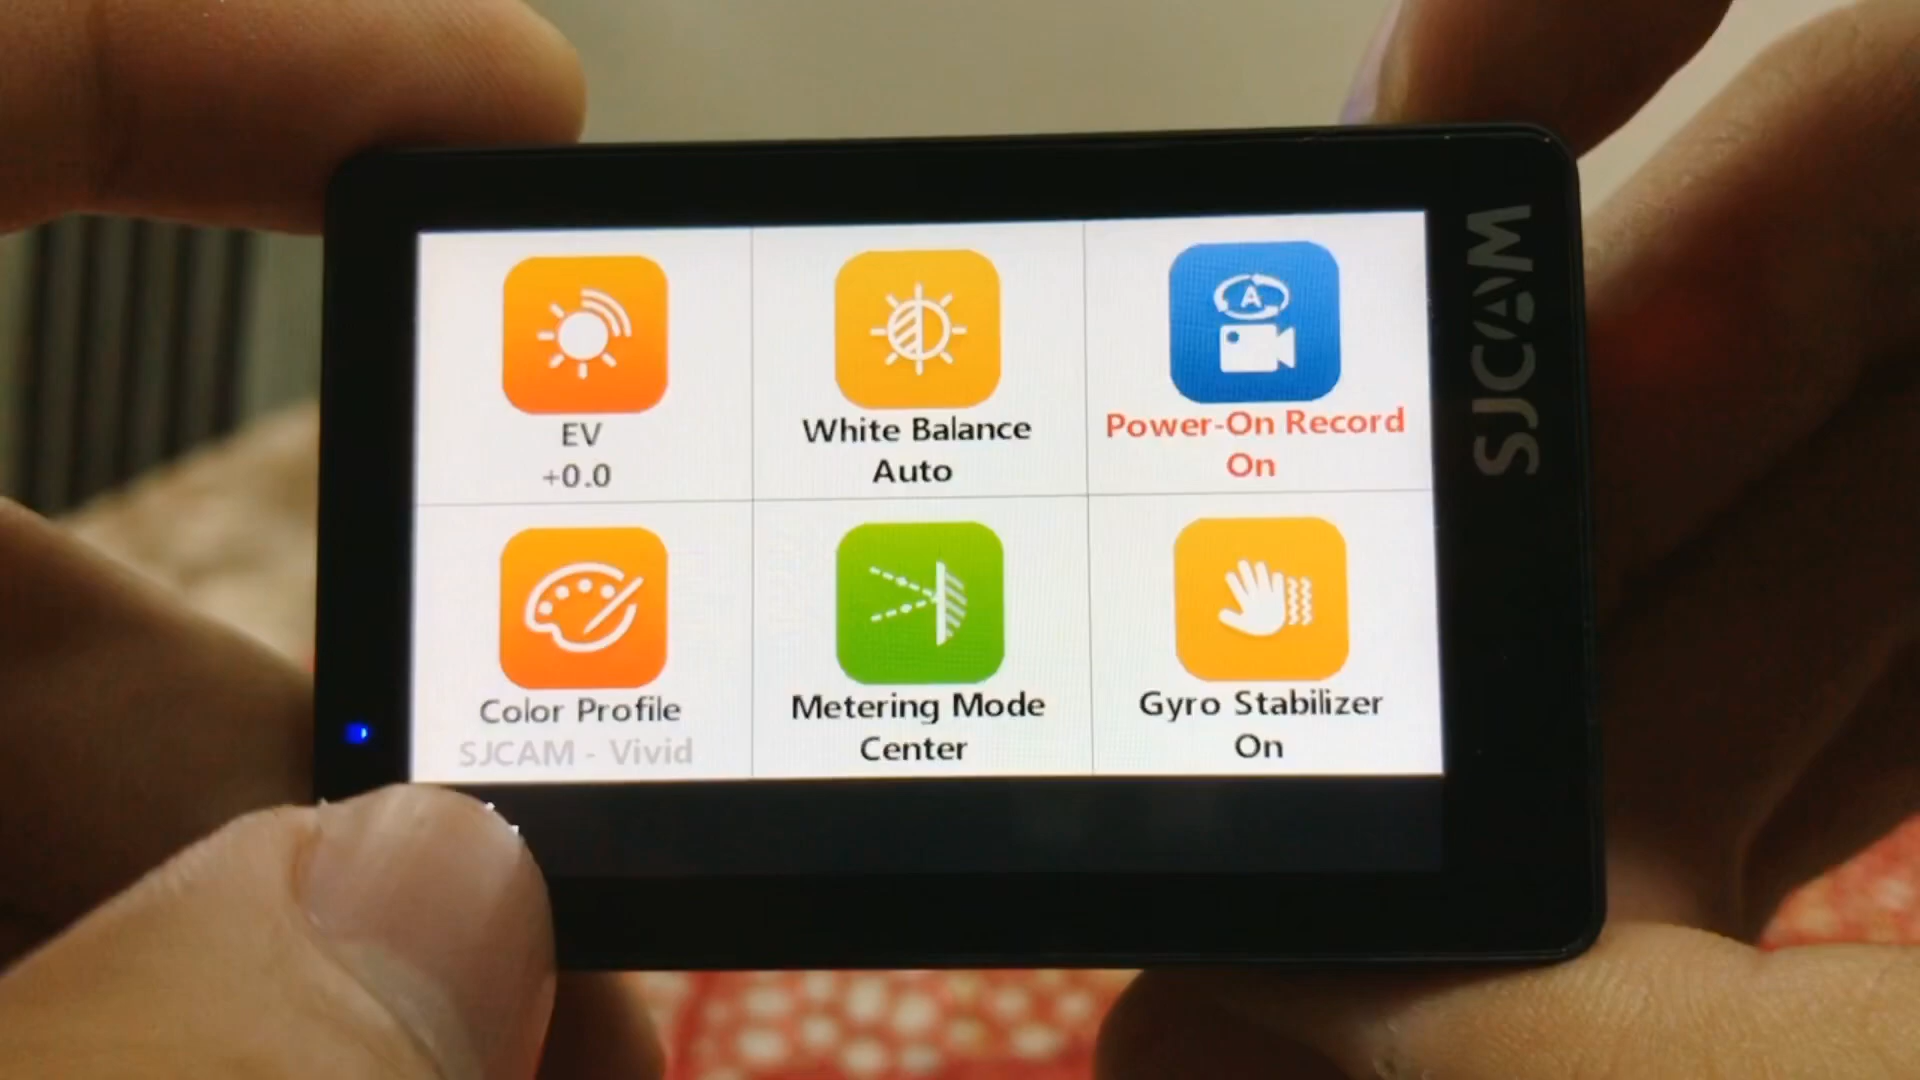 EV
+0.0
White Balance
Auto
A
Power-On Record
On
Color Profile
SJCAM - Vivid
Metering Mode
Center
Gyro Stabilizer
On
SJCAM